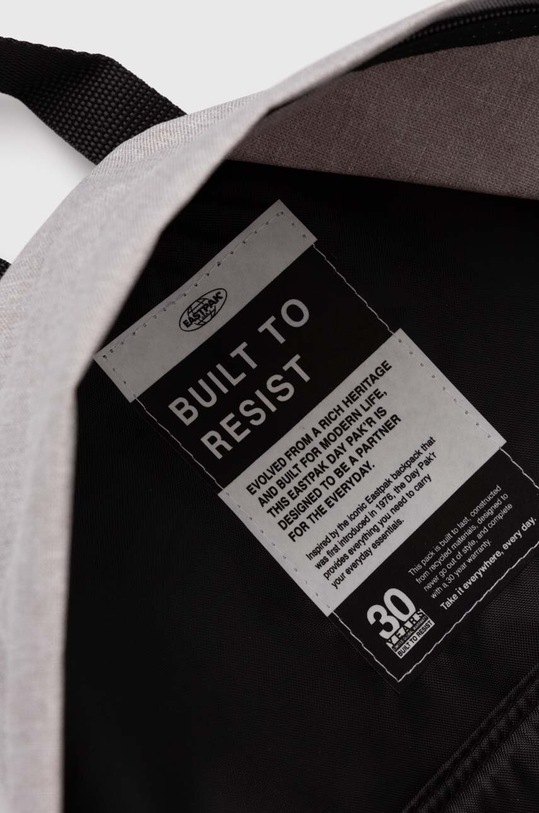 EASTPAK®
BUILT TO
RESIST
EVOLVED FROM A RICH HERITAGE
AND BUILT FOR MODERN LIFE,
THIS EASTPAK DAY PAK'R IS
DESIGNED TO BE A PARTNER
FOR THE EVERYDAY.
Inspired by the iconic Eastpak backpack that
was first introduced in 1976, the Day Pak'r
provides everything you need to carry
your everyday essentials.
This pack is built to last, constructed
from recycled materials, designed to
never go out of style, and complete
with a 30 year warranty.
Take it everywhere, every day.
30
YEARS
BUILT TO RESIST